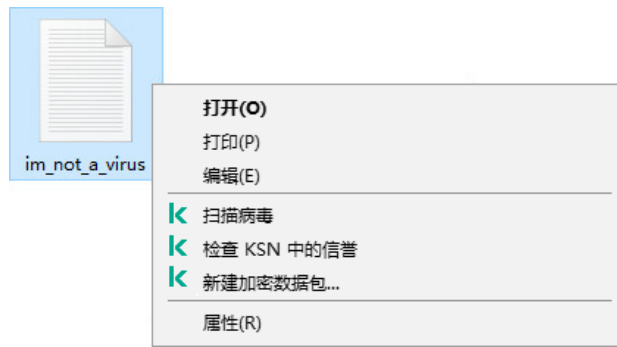 im_not_a_virus
打开(O)
打印(P)
编辑(E)
扫描病毒
检查 KSN 中的信誉
新建加密数据包...
属性(R)